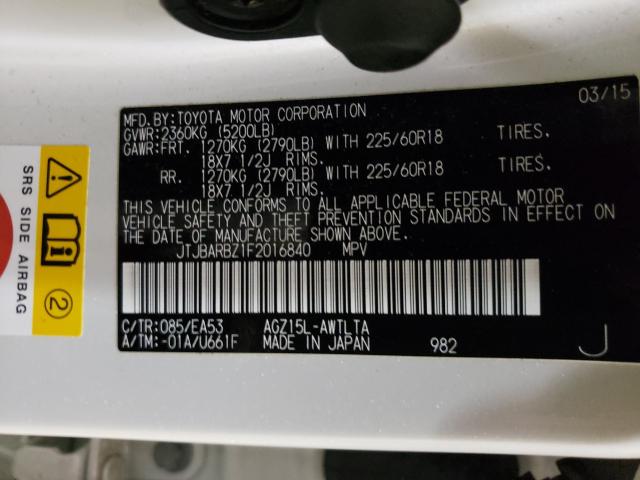 03/15
MFD.BY:TOYOTA MOTOR CORPORATION
GVWR:2360KG (5200LB)
GAWR:FRT. 1270KG (2790LB) WITH 225/60R18 TIRES.
18X7 1/2J RIMS.
RR. 1270KG (2790LB) WITH 225/60R18 TIRES.
18X7 1/2J RIMS.
THIS VEHICLE CONFORMS TO ALL APPLICABLE FEDERAL MOTOR
VEHICLE SAFETY AND THEFT PREVENTION STANDARDS IN EFFECT ON
THE DATE OF MANUFACTURE SHOWN ABOVE.
JTJBARBZ1F2016840 MPV
C/TR:085/EA53 AGZ15L-AWTLTA
A/TM:-01A/U661F MADE IN JAPAN 982 J
SRS SIDE AIRBAG
2